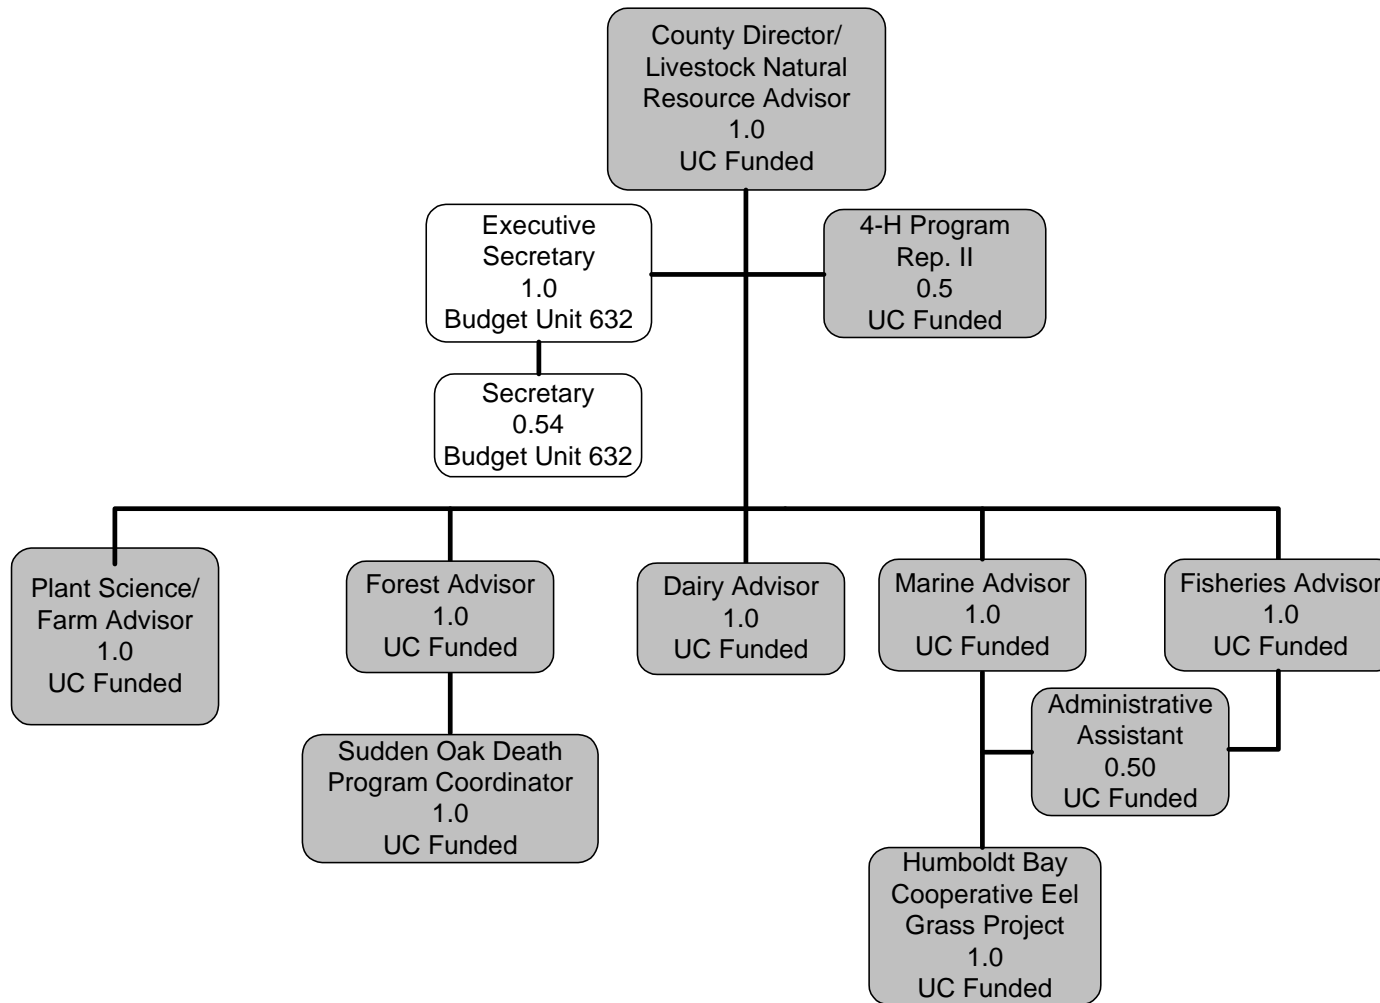 County Director/
Livestock Natural
Resource Advisor
1.0
UC Funded
Executive
Secretary
1.0
Budget Unit 632
4-H Program
Rep. II
0.5
UC Funded
Secretary
0.54
Budget Unit 632
Plant Science/
Farm Advisor
1.0
UC Funded
Forest Advisor
1.0
UC Funded
Dairy Advisor
1.0
UC Funded
Marine Advisor
1.0
UC Funded
Fisheries Advisor
1.0
UC Funded
Sudden Oak Death
Program Coordinator
1.0
UC Funded
Administrative
Assistant
0.50
UC Funded
Humboldt Bay
Cooperative Eel
Grass Project
1.0
UC Funded